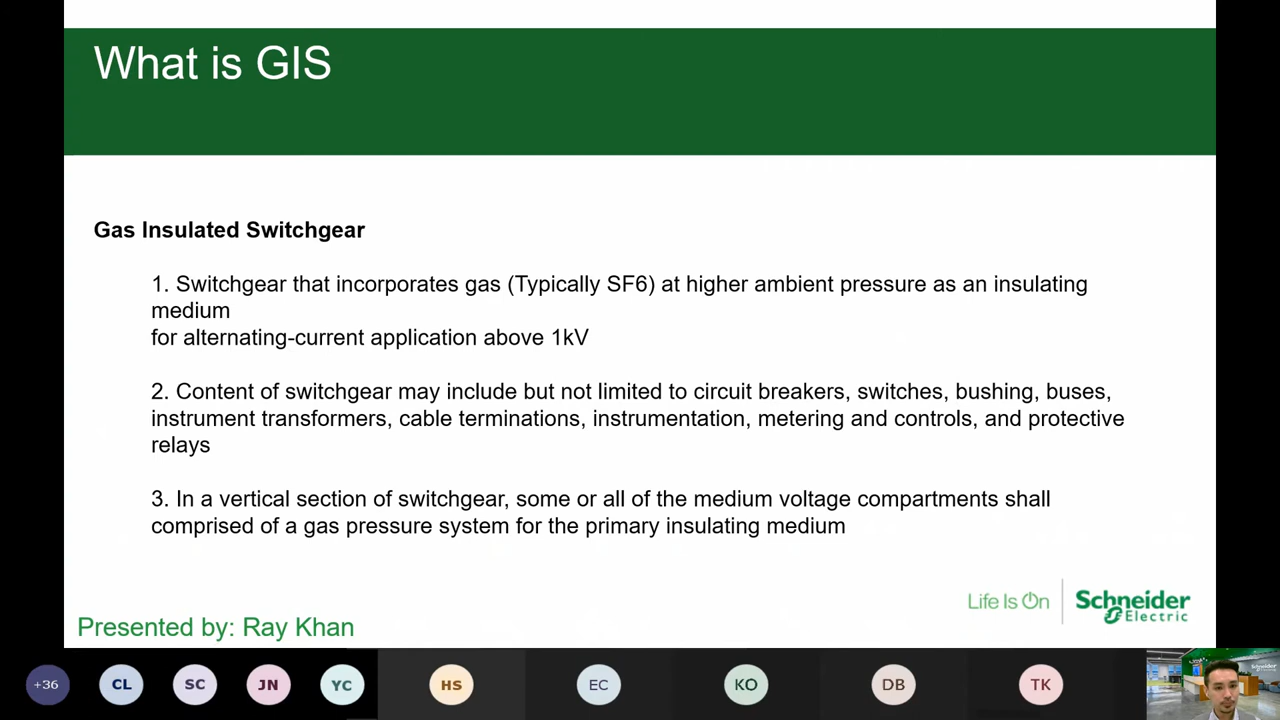 What is GIS
Gas Insulated Switchgear
1. Switchgear that incorporates gas (Typically SF6) at higher ambient pressure as an insulating
medium
for alternating-current application above 1kV
2. Content of switchgear may include but not limited to circuit breakers, switches, bushing, buses,
instrument transformers, cable terminations, instrumentation, metering and controls, and protective
relays
3. In a vertical section of switchgear, some or all of the medium voltage compartments shall
comprised of a gas pressure system for the primary insulating medium
Life Is On
Schneider
Electric
Presented by: Ray Khan
+36
CL
SC
JN
YC
HS
EC
KO
DB
TK
Schneider